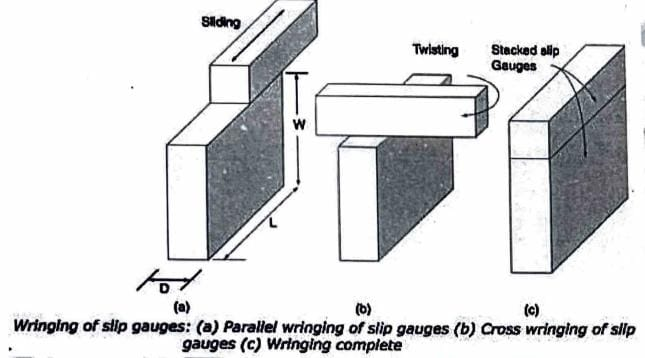 Sliding
Twisting
Stacked slip
Gauges
W
L
D
(a)
(b)
(c)
Wringing of slip gauges: (a) Parallel wringing of slip gauges (b) Cross wringing of slip
gauges (c) Wringing complete